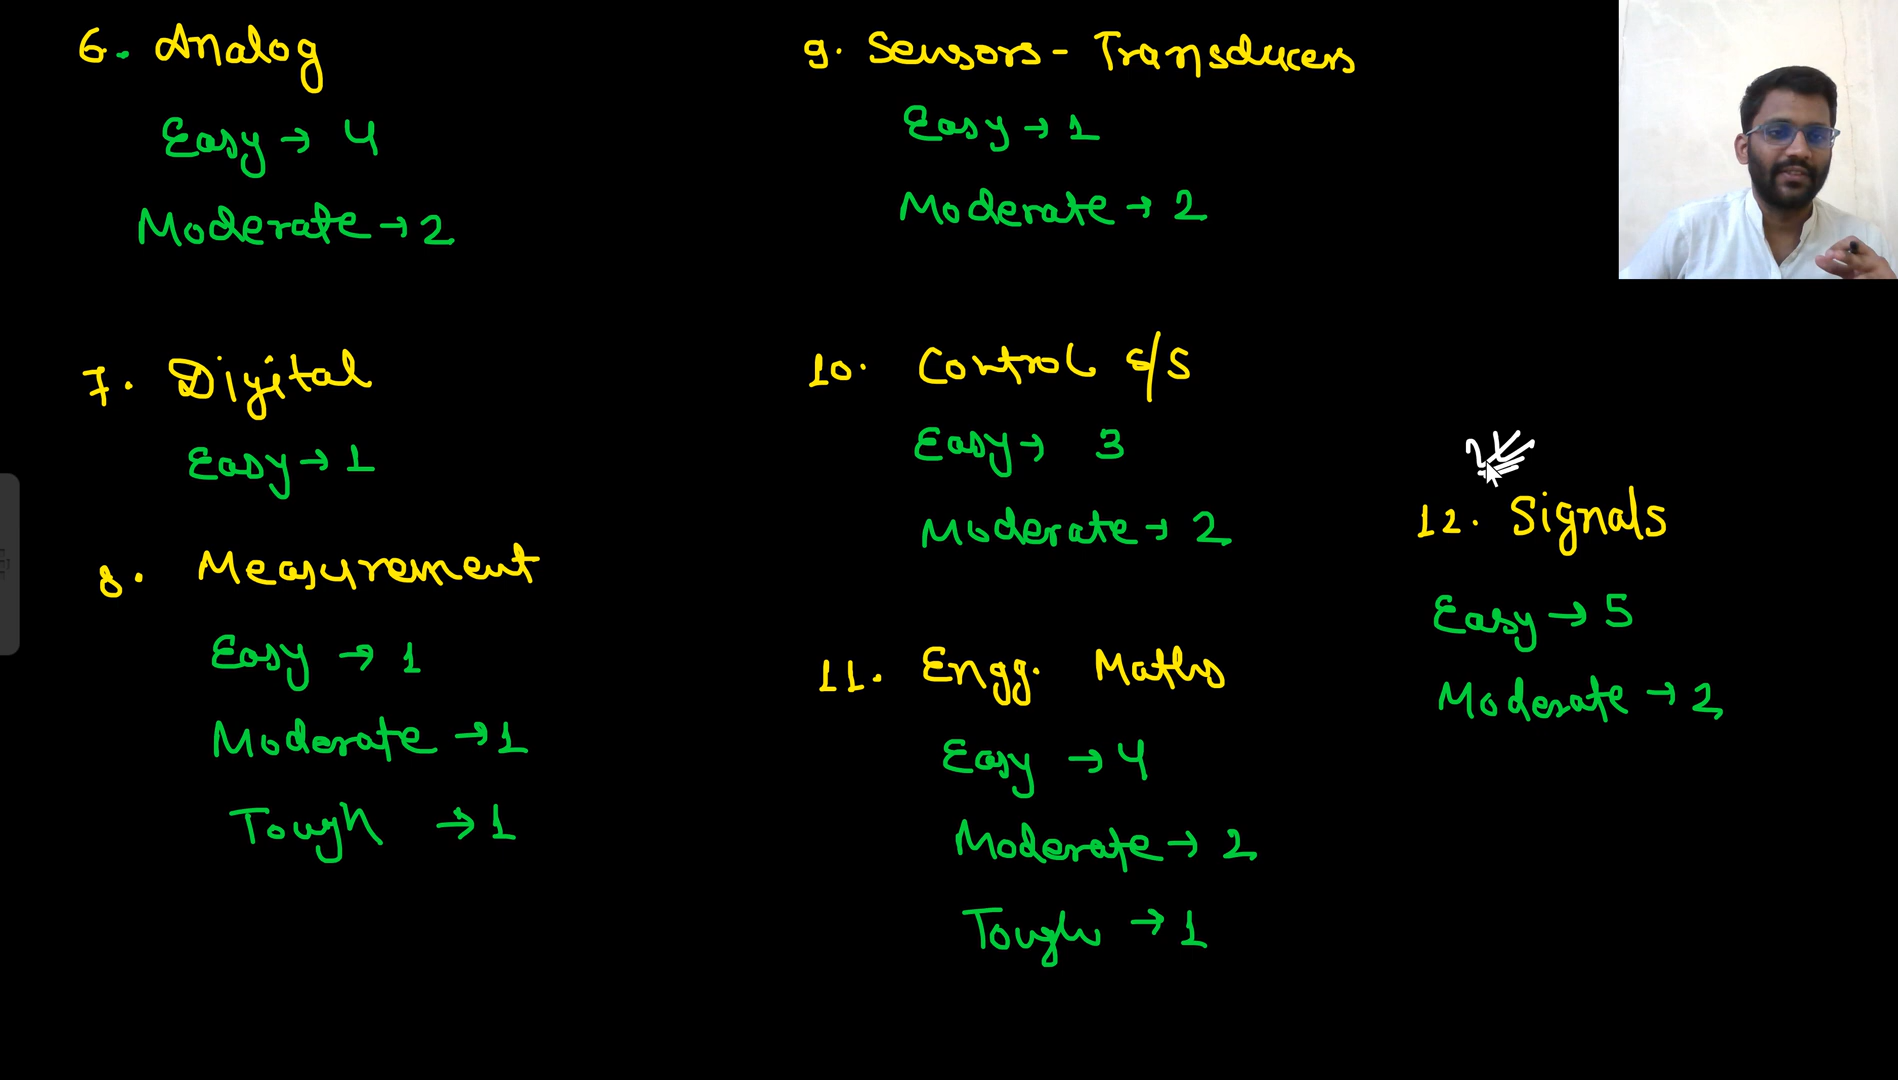 6. Analog
Easy → 4
Moderate → 2
7. Digital
Easy → 1
8. Measurement
Easy → 1
Moderate → 1
Tough → 1
9. Sensors - Transducers
Easy → 1
Moderate → 2
10. Control S/S
Easy → 3
Moderate → 2
11. Engg. Maths
Easy → 4
Moderate → 2
Tough → 1
12. Signals
Easy → 5
Moderate → 2